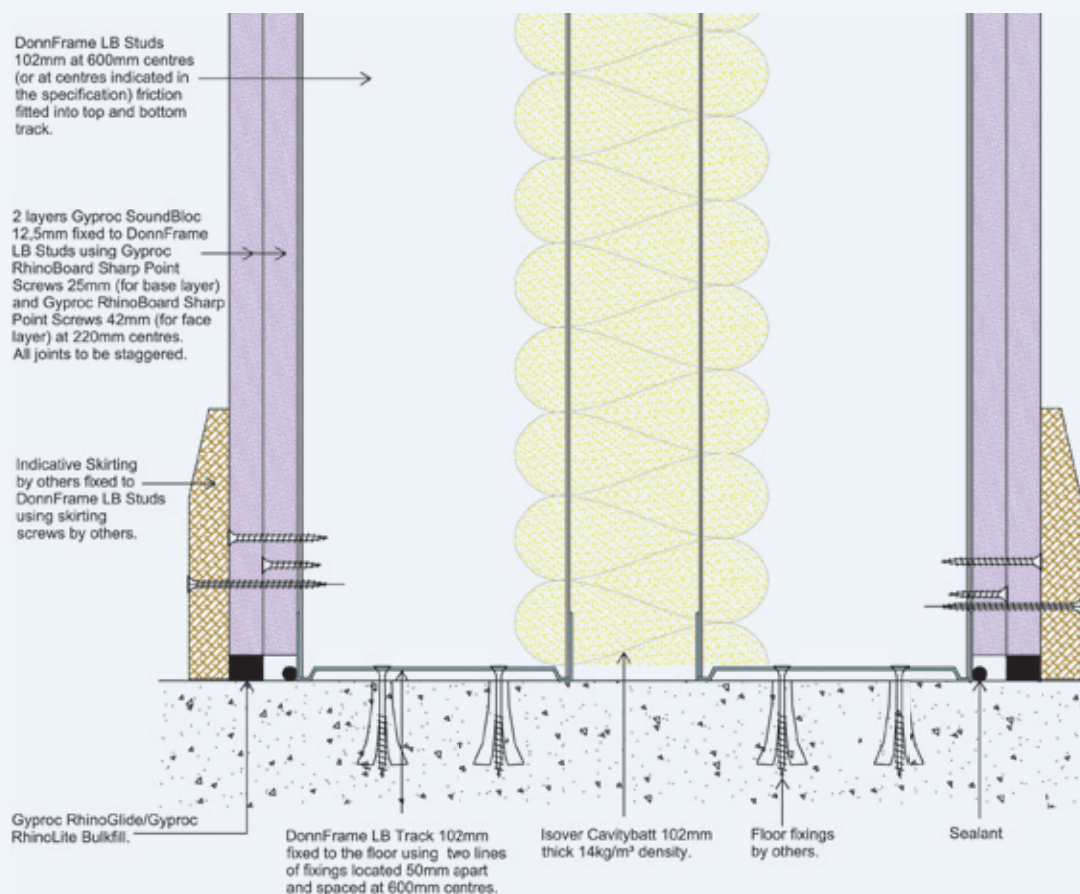 DonnFrame LB Studs
102mm at 600mm centres
(or at centres indicated in
the specification) friction
fitted into top and bottom
track.
2 layers Gyproc SoundBloc
12,5mm fixed to DonnFrame
LB Studs using Gyproc
RhinoBoard Sharp Point
Screws 25mm (for base layer)
and Gyproc RhinoBoard Sharp
Point Screws 42mm (for face
layer) at 220mm centres.
All joints to be staggered.
Indicative Skirting
by others fixed to
DonnFrame LB Studs
using skirting
screws by others.
Gyproc RhinoGlide/Gyproc
RhinoLite Bulkfill.
DonnFrame LB Track 102mm
fixed to the floor using two lines
of fixings located 50mm apart
and spaced at 600mm centres.
Isover Cavitybatt 102mm
thick 14kg/m³ density.
Floor fixings
by others.
Sealant